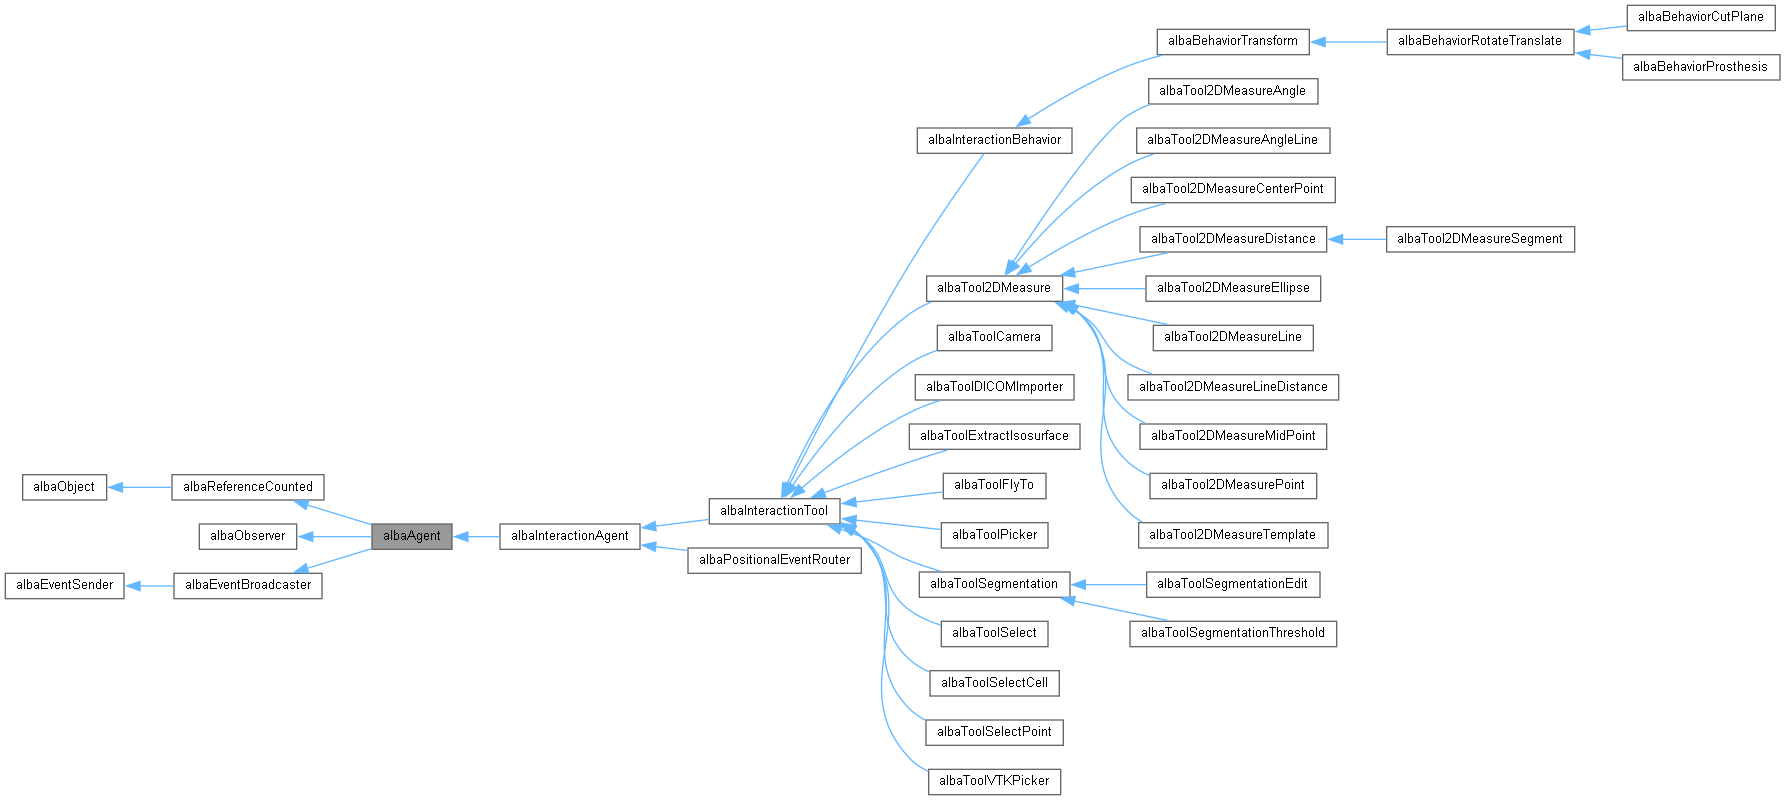 albaBehaviorCutPlane
albaBehaviorTransform
albaBehaviorRotateTranslate
albaBehaviorProsthesis
albaTool2DMeasureAngle
albaInteractionBehavior
albaTool2DMeasureAngleLine
albaTool2DMeasureCenterPoint
albaTool2DMeasureDistance
albaTool2DMeasureSegment
albaTool2DMeasure
albaTool2DMeasureEllipse
albaToolCamera
albaTool2DMeasureLine
albaToolDICOMImporter
albaTool2DMeasureLineDistance
albaToolExtractIsosurface
albaTool2DMeasureMidPoint
albaObject
albaReferenceCounted
albaToolFlyTo
albaTool2DMeasurePoint
albaInteractionTool
albaObserver
albaAgent
albaInteractionAgent
albaToolPicker
albaTool2DMeasureTemplate
albaPositionalEventRouter
albaEventSender
albaEventBroadcaster
albaToolSegmentation
albaToolSegmentationEdit
albaToolSelect
albaToolSegmentationThreshold
albaToolSelectCell
albaToolSelectPoint
albaToolVTKPicker